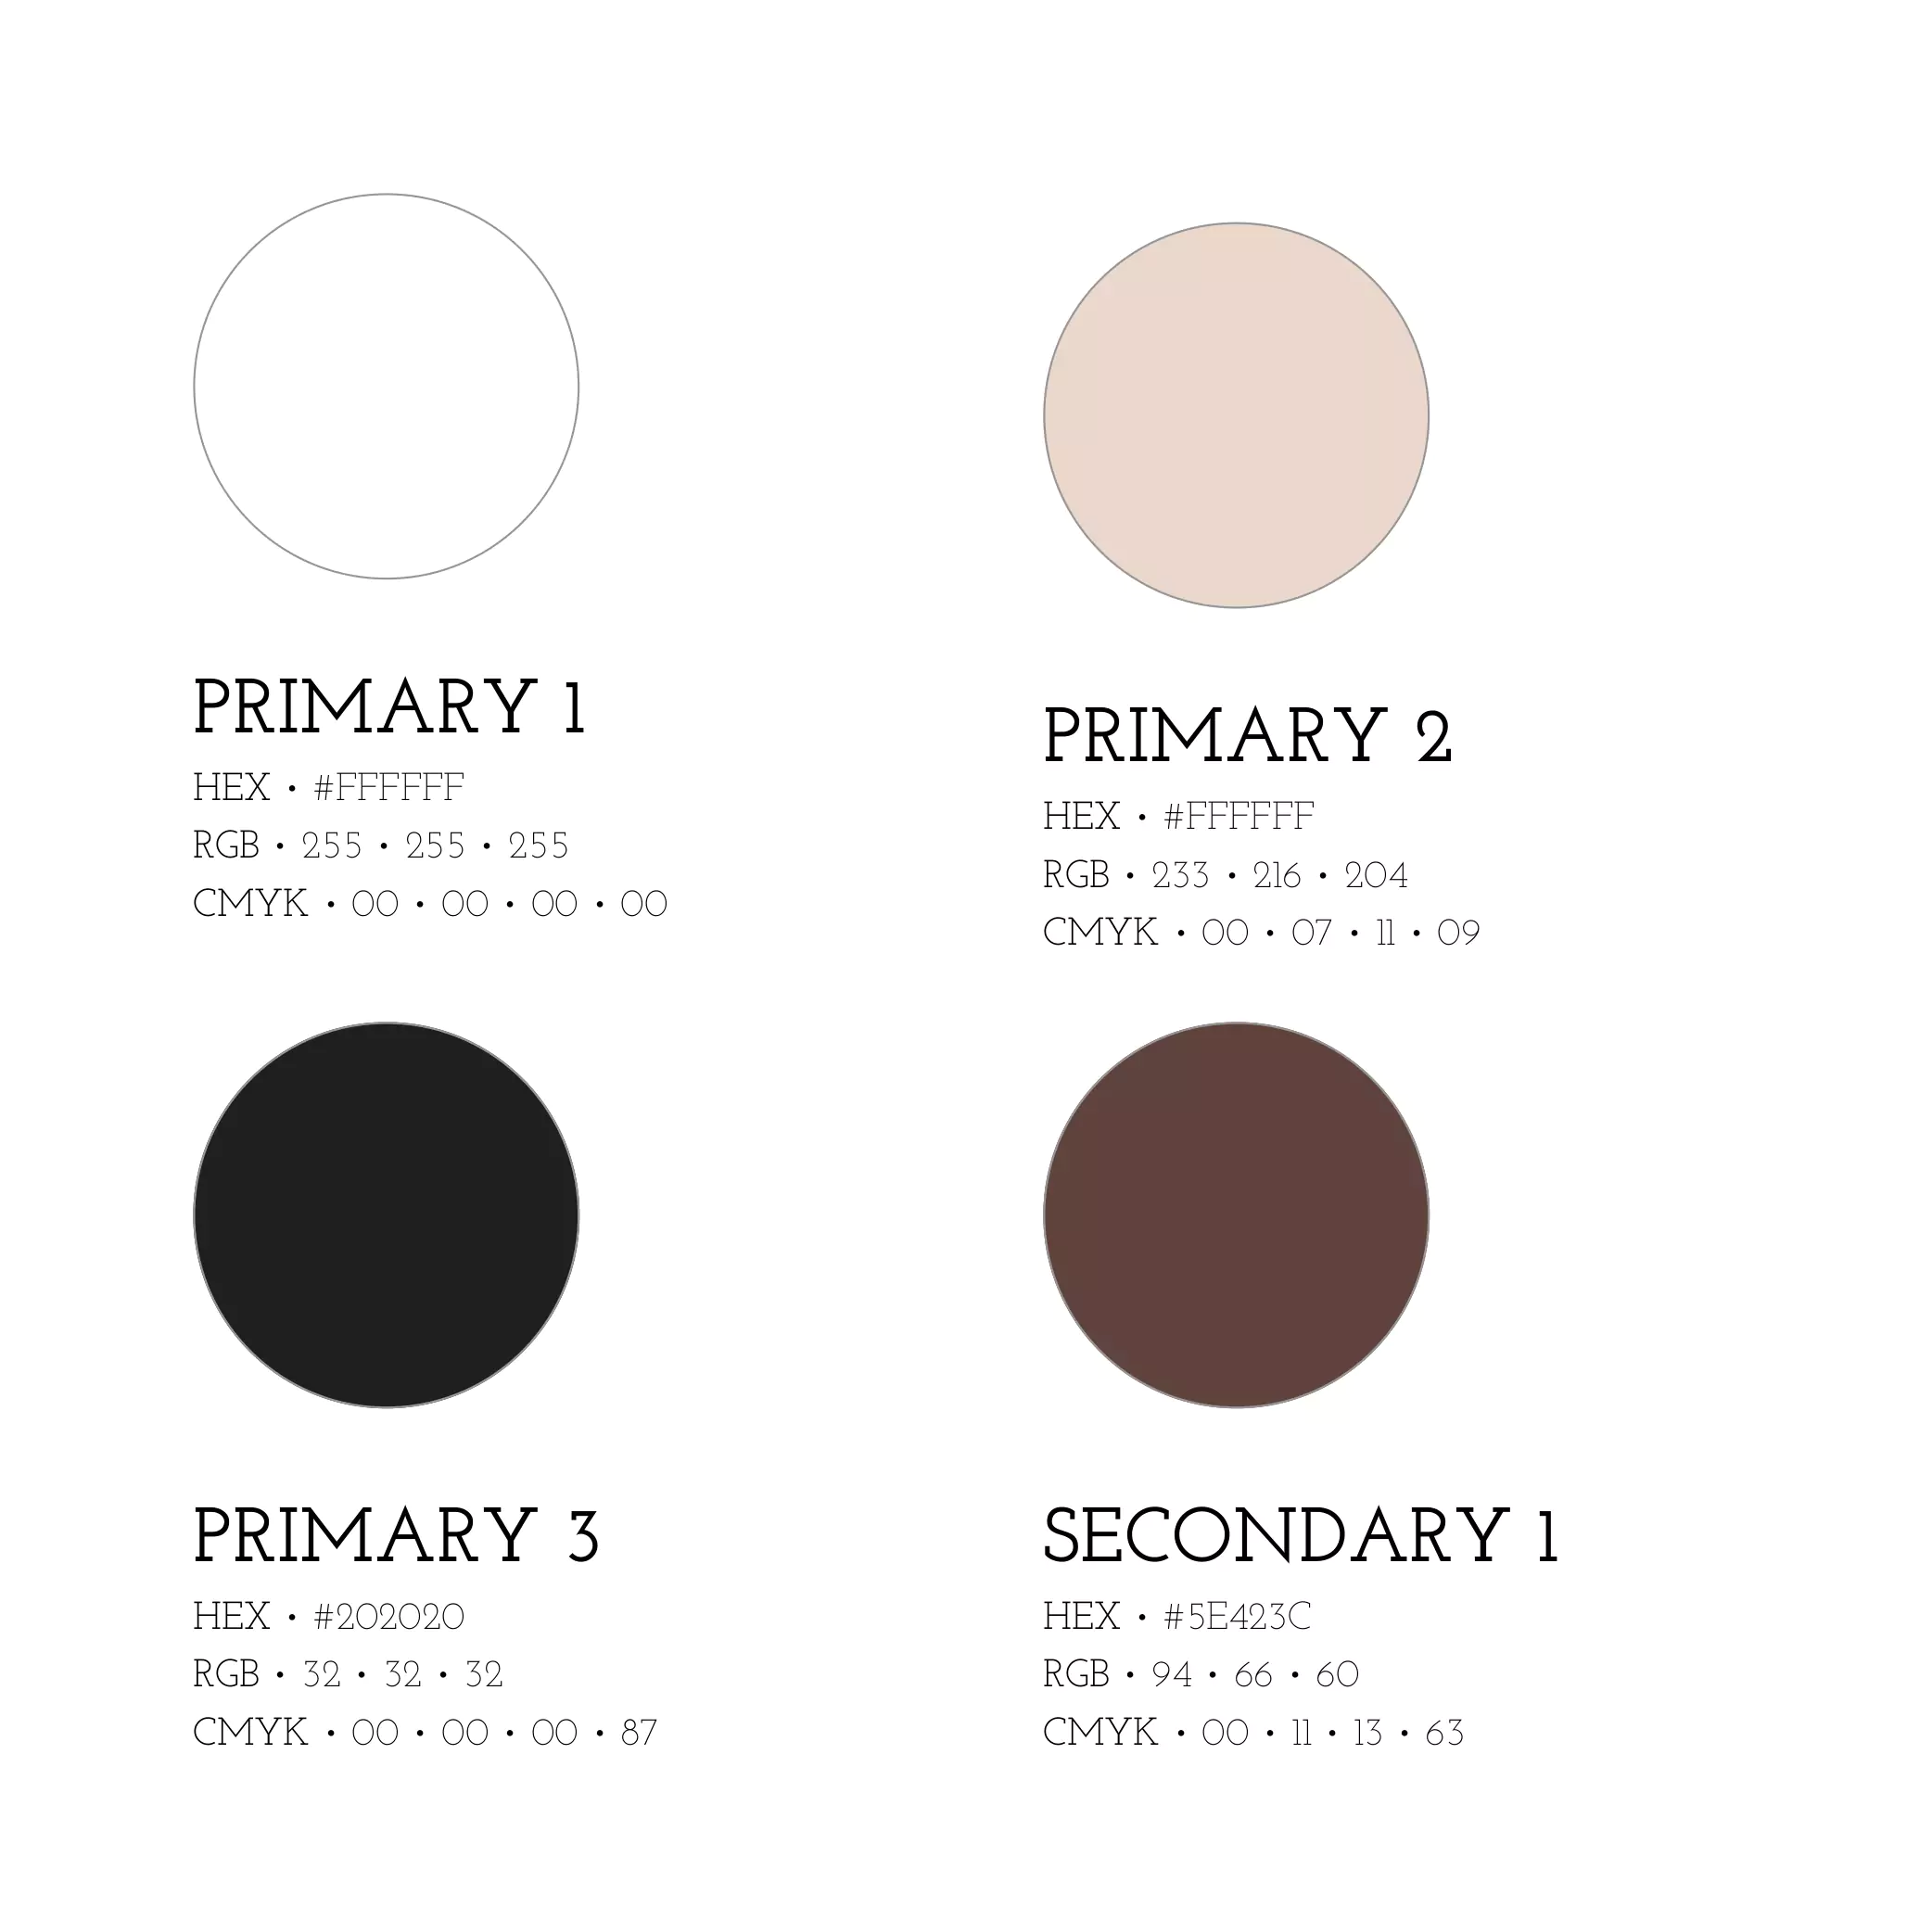 PRIMARY 1
HEX • #FFFFFF
RGB • 255 • 255 • 255
CMYK • 00 • 00 • 00 • 00
PRIMARY 2
HEX • #FFFFFF
RGB • 233 • 216 • 204
CMYK • 00 • 07 • 11 • 09
PRIMARY 3
HEX • #202020
RGB • 32 • 32 • 32
CMYK • 00 • 00 • 00 • 87
SECONDARY 1
HEX • #5E423C
RGB • 94 • 66 • 60
CMYK • 00 • 11 • 13 • 63